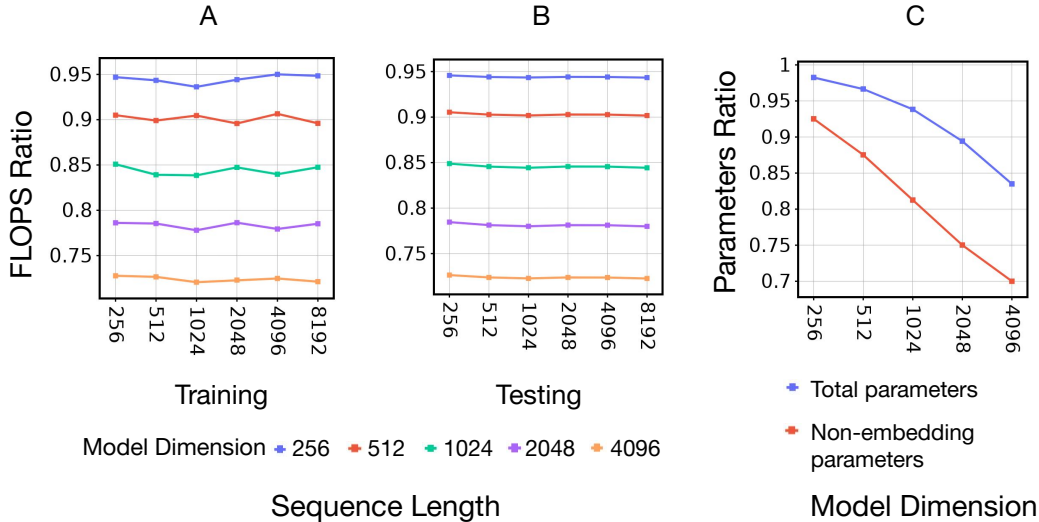 A
B
C
FLOPS Ratio
0.95
0.9
0.85
0.8
0.75
256
512
1024
2048
4096
8192
Training
0.95
0.9
0.85
0.8
0.75
256
512
1024
2048
4096
8192
Testing
Model Dimension 256 512 1024 2048 4096
Sequence Length
Parameters Ratio
1
0.95
0.9
0.85
0.8
0.75
0.7
256
512
1024
2048
4096
Total parameters
Non-embedding
parameters
Model Dimension